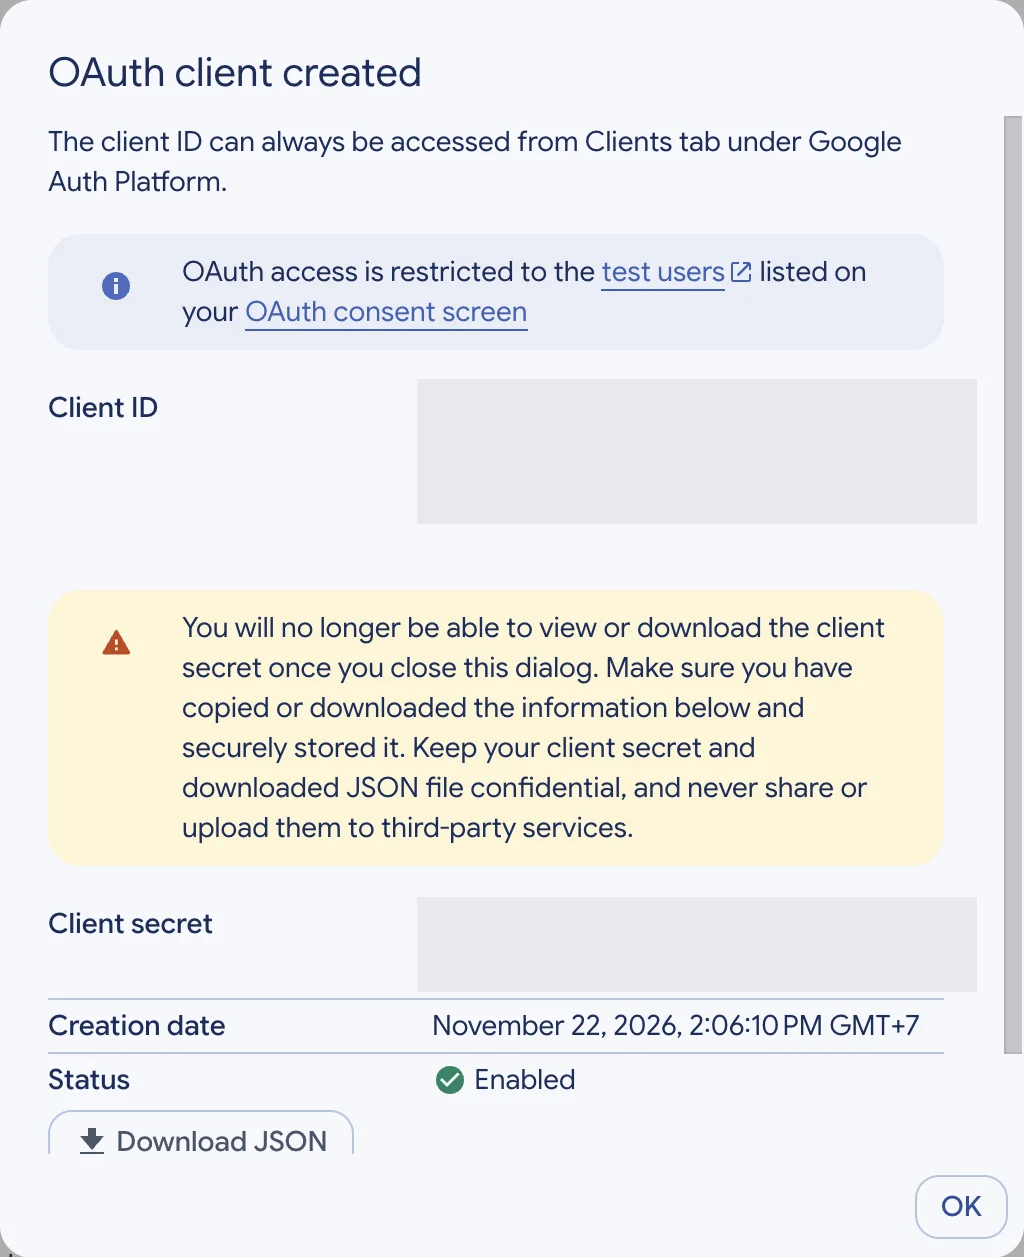 OAuth client created
The client ID can always be accessed from Clients tab under Google
Auth Platform.
OAuth access is restricted to the test users listed on
your OAuth consent screen
Client ID
You will no longer be able to view or download the client
secret once you close this dialog. Make sure you have
copied or downloaded the information below and
securely stored it. Keep your client secret and
downloaded JSON file confidential, and never share or
upload them to third-party services.
Client secret
Creation date November 22, 2026, 2:06:10 PM GMT+7
Status Enabled
Download JSON
OK